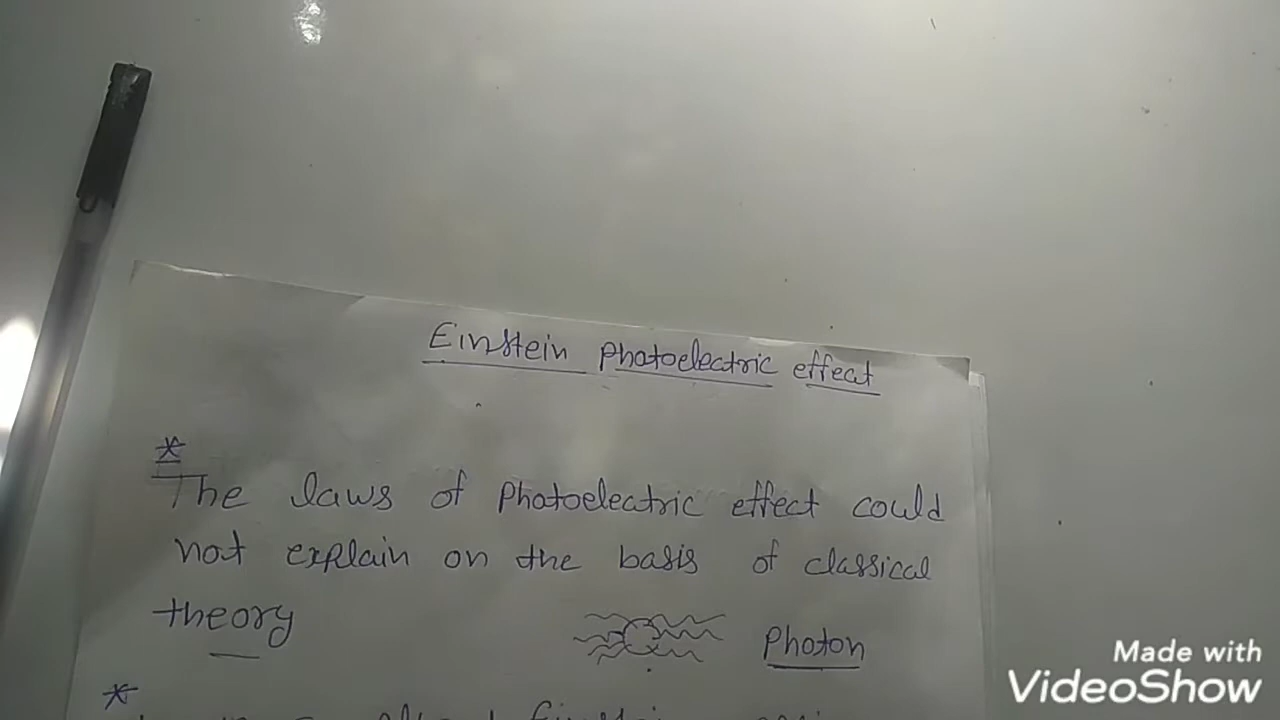 Einstein Photoelectric effect
*
The laws of Photoelectric effect could
not explain on the basis of classical
theory
Photon
*
Made with
VideoShow